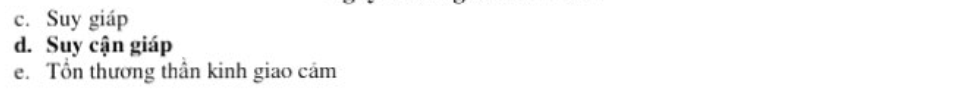 c. Suy giáp
d. Suy cận giáp
e. Tổn thương thần kinh giao cảm